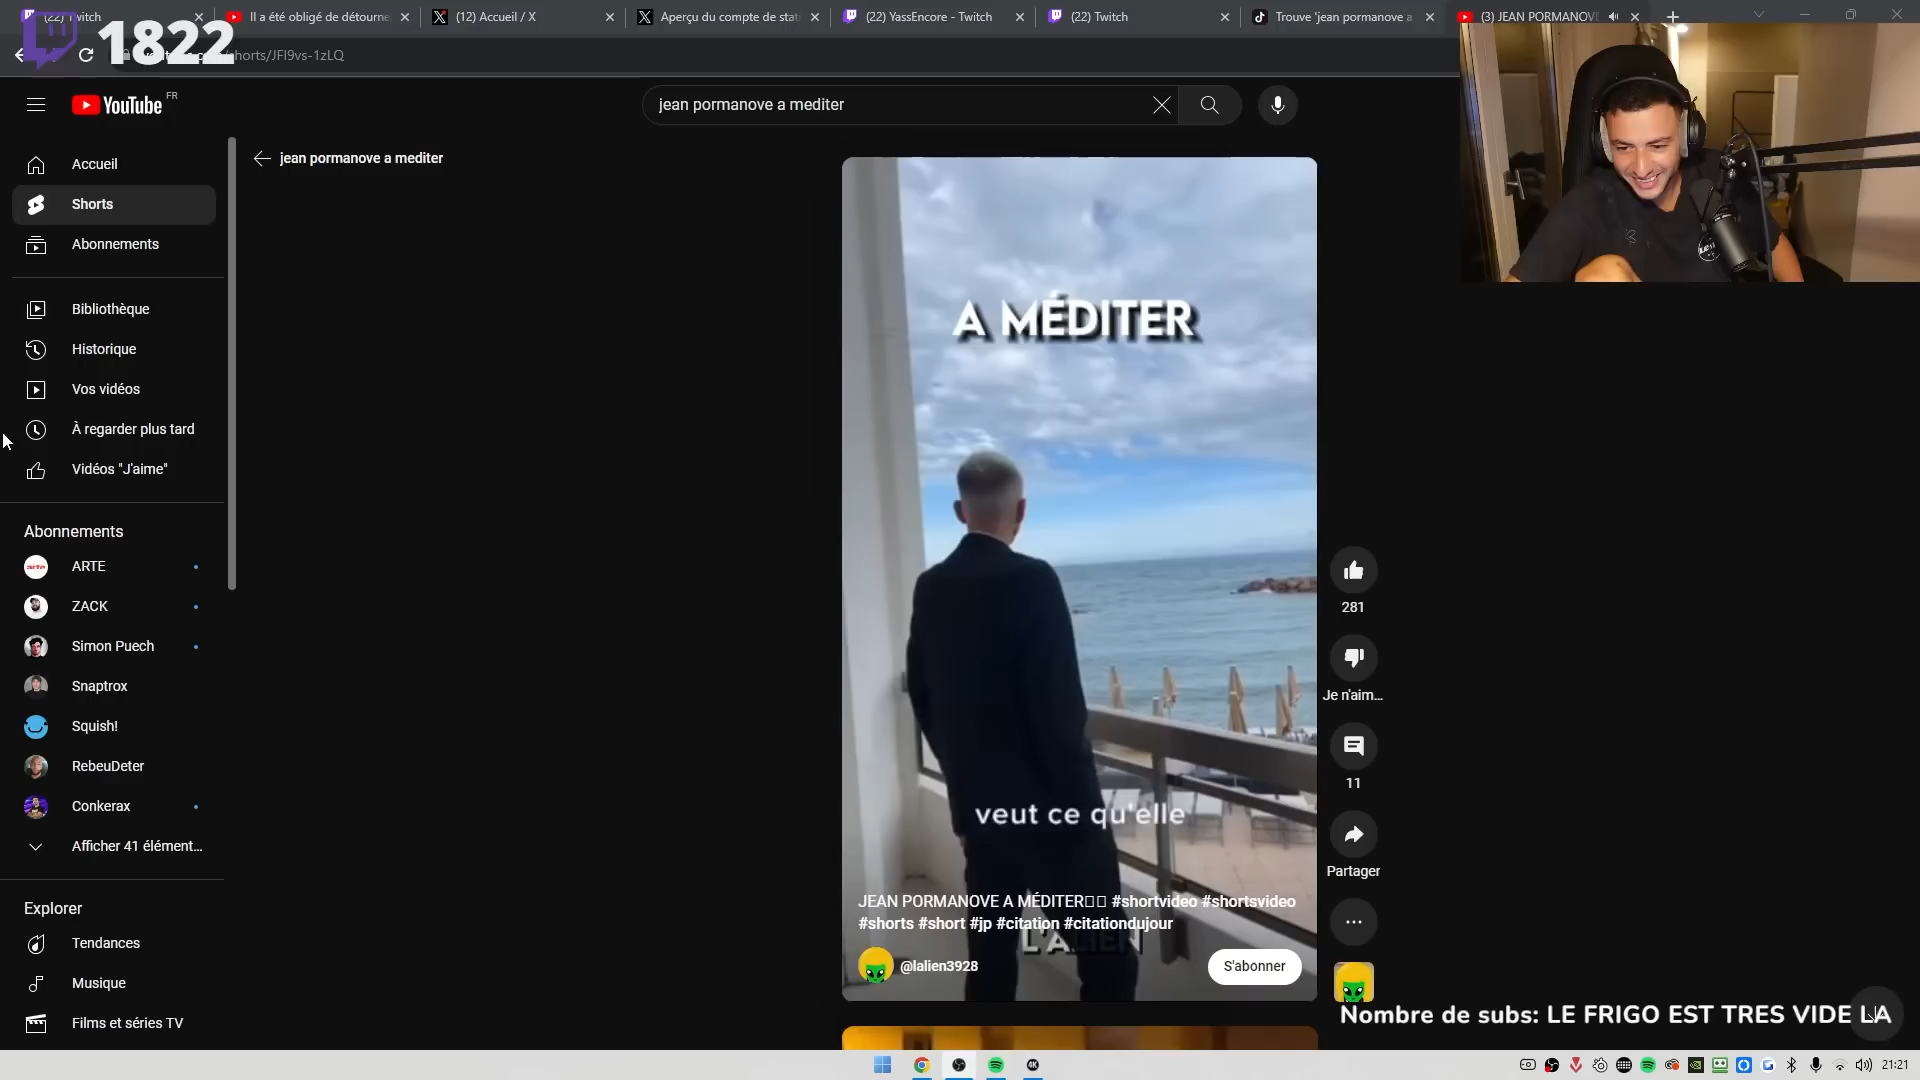 (22) Twitch
Il a été obligé de détourne
(12) Accueil / X
Aperçu du compte de stat
(22) YassEncore - Twitch
(22) Twitch
Trouve 'jean pormanove a
(3) JEAN PORMANOV
1822
horts/JFI9vs-1zLQ
YouTube FR
jean pormanove a mediter
jean pormanove a mediter
Accueil
Shorts
Abonnements
Bibliothèque
Historique
Vos vidéos
À regarder plus tard
Vidéos "J'aime"
Abonnements
ARTE
ZACK
Simon Puech
Snaptrox
Squish!
RebeuDeter
Conkerax
Afficher 41 élément...
Explorer
Tendances
Musique
Films et séries TV
A MÉDITER
veut ce qu'elle
JEAN PORMANOVE A MÉDITER #shortvideo #shortsvideo
#shorts #short #jp #citation #citationdujour
L'ALIEN
@lalien3928
S'abonner
281
Je n'aim...
11
Partager
Nombre de subs: LE FRIGO EST TRES VIDE LA
21:21